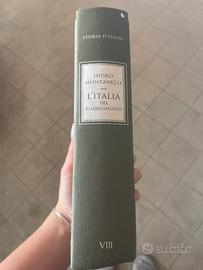 STORIA D'ITALIA
INDRO
MONTANELLI
L'ITALIA
DEL
RISORGIMENTO
VIII
subito